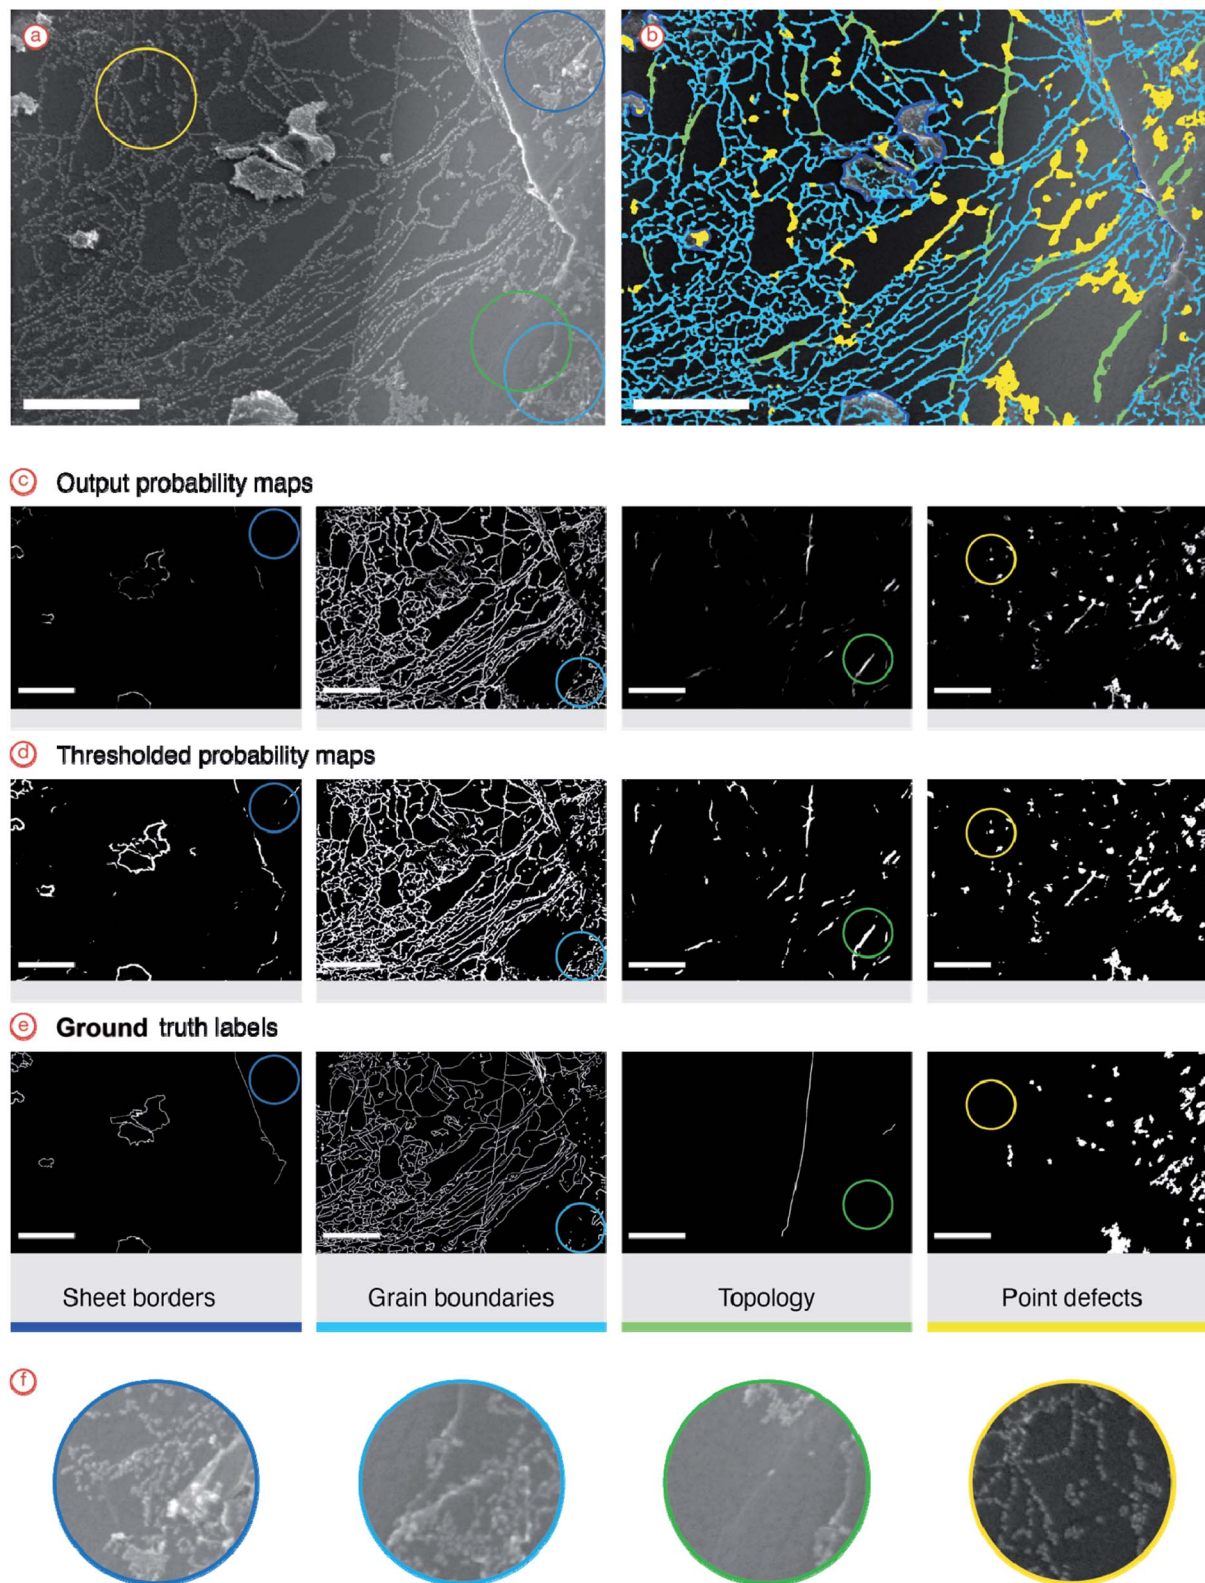 a
b
c Output probability maps
d Thresholded probability maps
e Ground truth labels
Sheet borders
Grain boundaries
Topology
Point defects
f